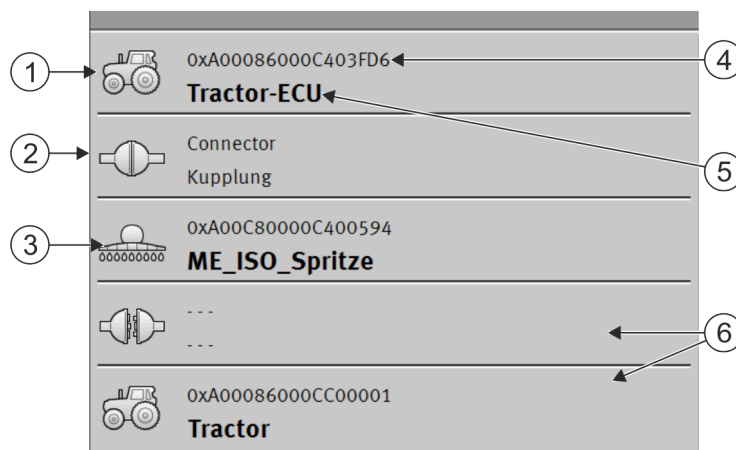 1
0xA00086000C403FD6
4
Tractor-ECU
2
Connector
Kupplung
5
3
0xA00C80000C400594
ME_ISO_Spritze
- - -
- - -
6
0xA00086000CC00001
Tractor